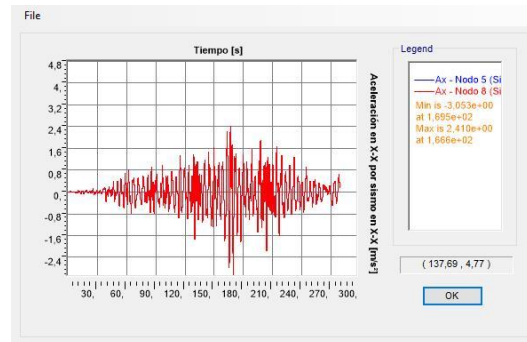 File
Tiempo [s]
4,8
4,
3,2
2,4
1,6
0,8
0,
-0,8
-1,6
-2,4
30, 60, 90, 120, 150, 180, 210, 240, 270, 300,
Aceleración en X-X por sismo en X-X [m/s²]
Legend
Ax - Nodo 5 (Si
Ax - Nodo 8 (Si
Min is -3,053e+00
at 1,695e+02
Max is 2,410e+00
at 1,666e+02
( 137,69 , 4,77 )
OK